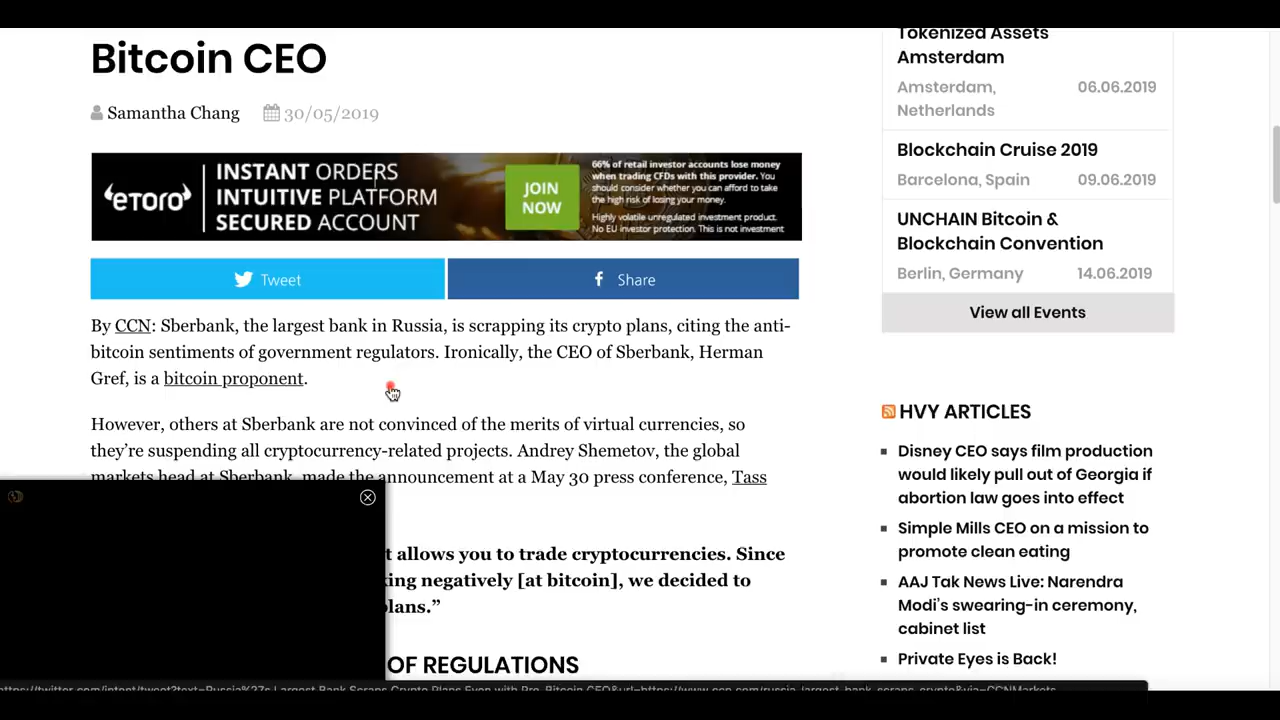 Bitcoin CEO
Samantha Chang 30/05/2019
eTORO
INSTANT ORDERS
INTUITIVE PLATFORM
SECURED ACCOUNT
JOIN
NOW
66% of retail investor accounts lose money
when trading CFDs with this provider. You
should consider whether you can afford to take
the high risk of losing your money.
Highly volatile unregulated investment product.
No EU investor protection. This is not investment
Tweet
Share
By CCN: Sberbank, the largest bank in Russia, is scrapping its crypto plans, citing the anti-
bitcoin sentiments of government regulators. Ironically, the CEO of Sberbank, Herman
Gref, is a bitcoin proponent.
However, others at Sberbank are not convinced of the merits of virtual currencies, so
they’re suspending all cryptocurrency-related projects. Andrey Shemetov, the global
markets head at Sberbank, made the announcement at a May 30 press conference, Tass
allows you to trade cryptocurrencies. Since
negatively [at bitcoin], we decided to
plans.”
OF REGULATIONS
Tokenized Assets
Amsterdam
Amsterdam, 06.06.2019
Netherlands
Blockchain Cruise 2019
Barcelona, Spain 09.06.2019
UNCHAIN Bitcoin &
Blockchain Convention
Berlin, Germany 14.06.2019
View all Events
HVY ARTICLES
Disney CEO says film production
would likely pull out of Georgia if
abortion law goes into effect
Simple Mills CEO on a mission to
promote clean eating
AAJ Tak News Live: Narendra
Modi’s swearing-in ceremony,
cabinet list
Private Eyes is Back!